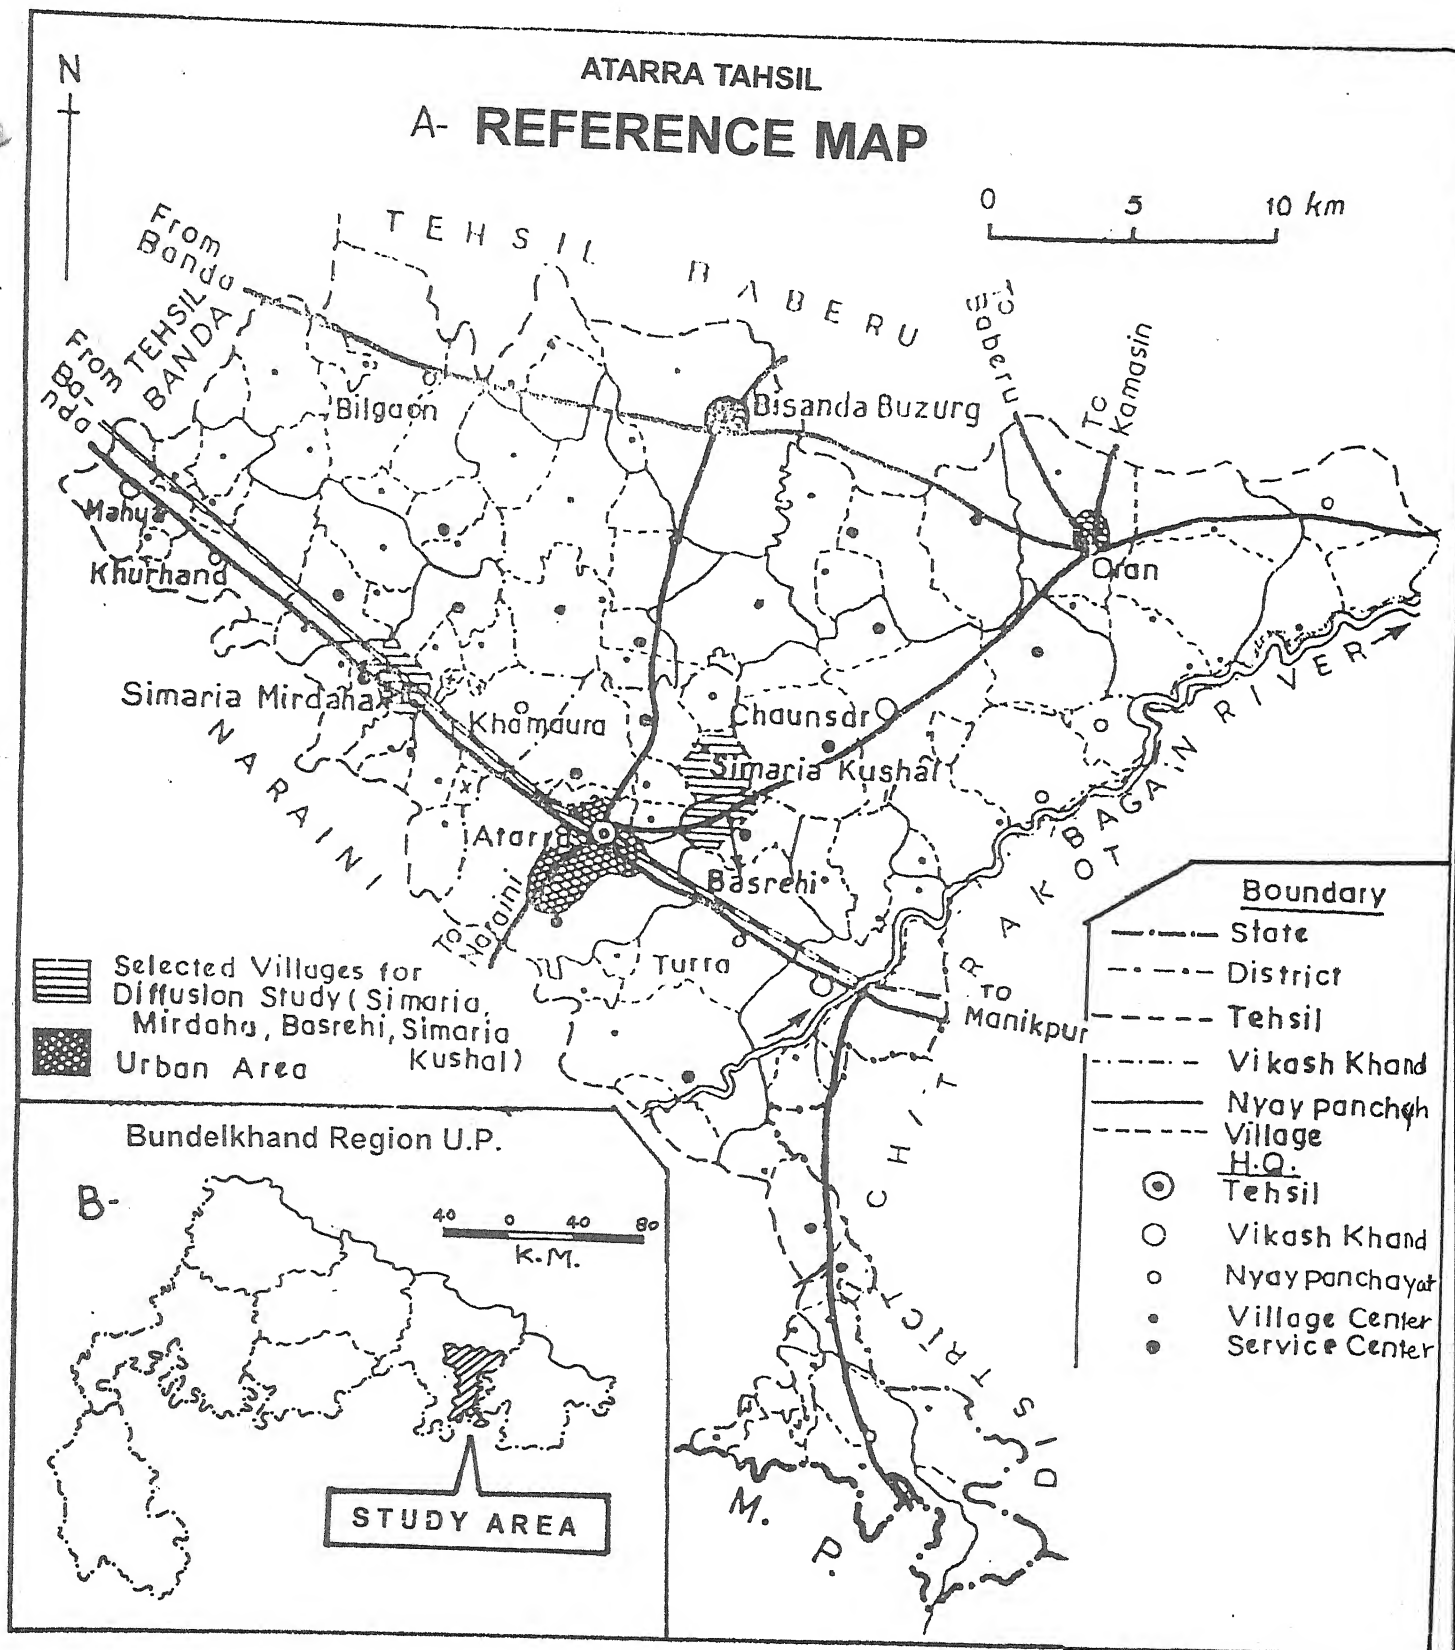 ATARRA TAHSIL
A- REFERENCE MAP
N
0 5 10 km
TEHSIL BABERU
From
Banda
TEHSIL
BANDA
From
Ba-
nda
To
Baberu
To
Kamasin
Bilgaon
Bisanda Buzurg
Mahya
Khurhand
Oran
Simaria Mirdaha
Khamaura
Chaunsar
Simaria Kushal
NARAINI
Atarra
Basrehi
To
Naraini
Turra
BAGAIN RIVER
TO
Manikpur
DISTRICT CHITRAKOT
M. P.
Selected Villages for
Diffusion Study (Simaria,
Mirdaha, Basrehi, Simaria
Kushal)
Urban Area
Boundary
State
District
Tehsil
Vikash Khand
Nyay panchyh
Village
H.Q.
Tehsil
Vikash Khand
Nyay panchayat
Village Center
Service Center
Bundelkhand Region U.P.
B-
40 0 40 80
K.M.
STUDY AREA